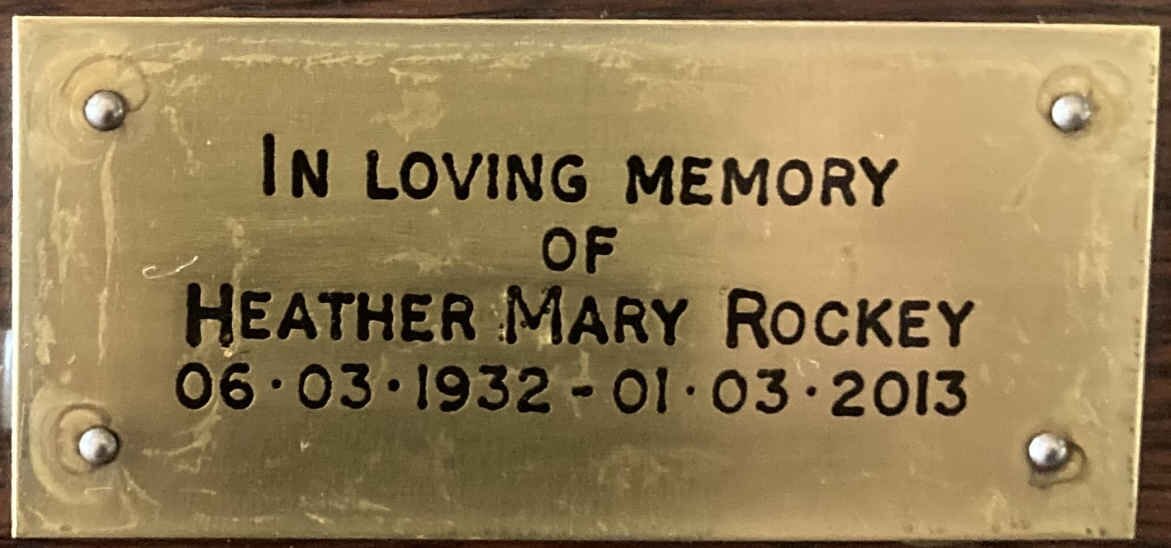 In loving memory
of
Heather Mary Rockey
06·03·1932 - 01·03·2013